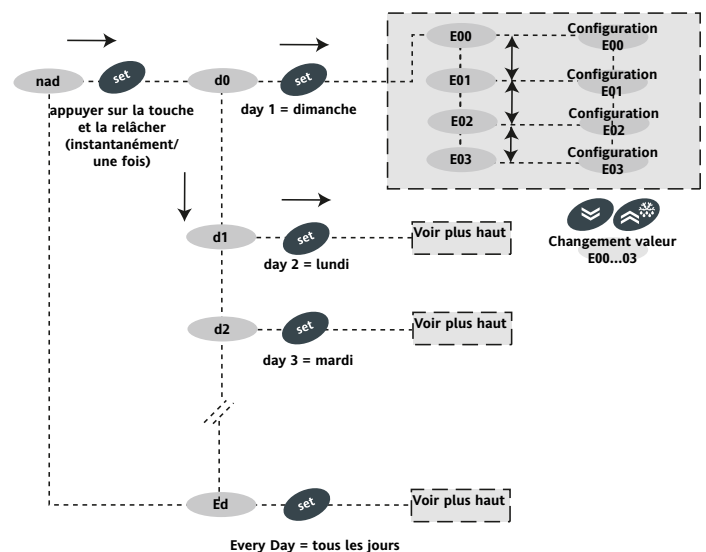 nad
set
d0
set
appuyer sur la touche
et la relâcher
(instantanément/
une fois)
day 1 = dimanche
E00
Configuration
E00
E01
Configuration
E01
E02
Configuration
E02
E03
Configuration
E03
Changement valeur
E00...03
d1
set
Voir plus haut
day 2 = lundi
d2
set
Voir plus haut
day 3 = mardi
Ed
set
Voir plus haut
Every Day = tous les jours